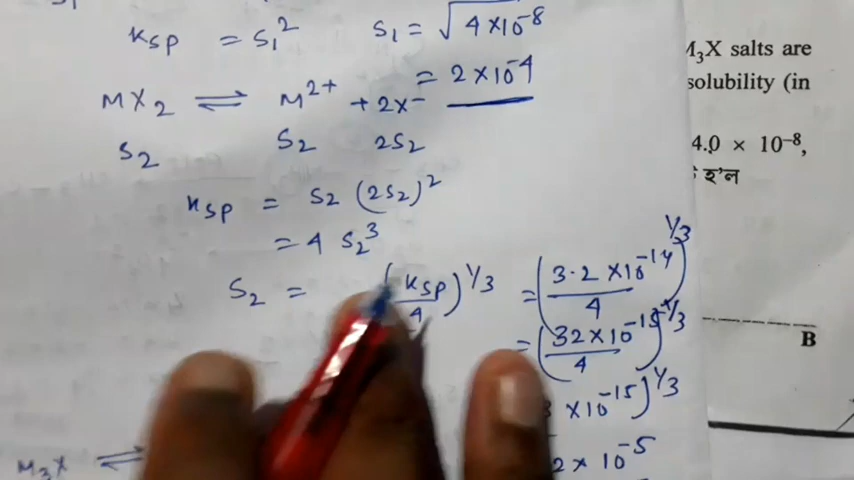 Ksp = S₁² S₁ = √4×10⁻⁸
= 2×10⁻⁴
MX₂ ⇌ M²⁺ + 2x⁻
S₂ S₂ 2S₂
Ksp = S₂ (2S₂)²
= 4 S₂³
S₂ = (Ksp/4)^1/3 = (3.2×10⁻¹⁴/4)^1/3
= (32×10⁻¹⁵/4)^1/3
×10⁻¹⁵)^1/3
2×10⁻⁵
M₃X ⇌
M₃X salts are
solubility (in
4.0 × 10⁻⁸,
হ'ল
B